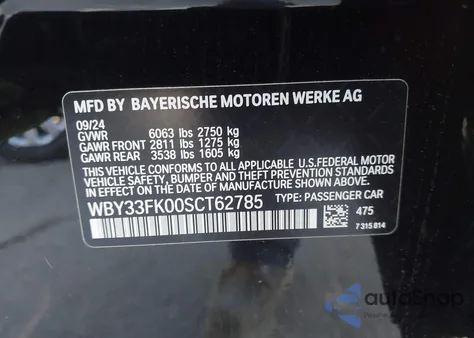 MFD BY BAYERISCHE MOTOREN WERKE AG
09/24
GVWR 6063 lbs 2750 kg
GAWR FRONT 2811 lbs 1275 kg
GAWR REAR 3538 lbs 1605 kg
THIS VEHICLE CONFORMS TO ALL APPLICABLE U.S.FEDERAL MOTOR
VEHICLE SAFETY, BUMPER AND THEFT PREVENTION STANDARDS
IN EFFECT ON THE DATE OF MANUFACTURE SHOWN ABOVE.
WBY33FK00SCT62785 TYPE: PASSENGER CAR
475
7 315 814
autoSnap